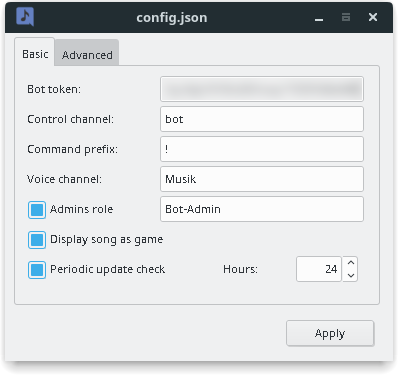 config.json
Basic Advanced
Bot token:
Control channel: bot
Command prefix: !
Voice channel: Musik
Admins role Bot-Admin
Display song as game
Periodic update check Hours: 24
Apply